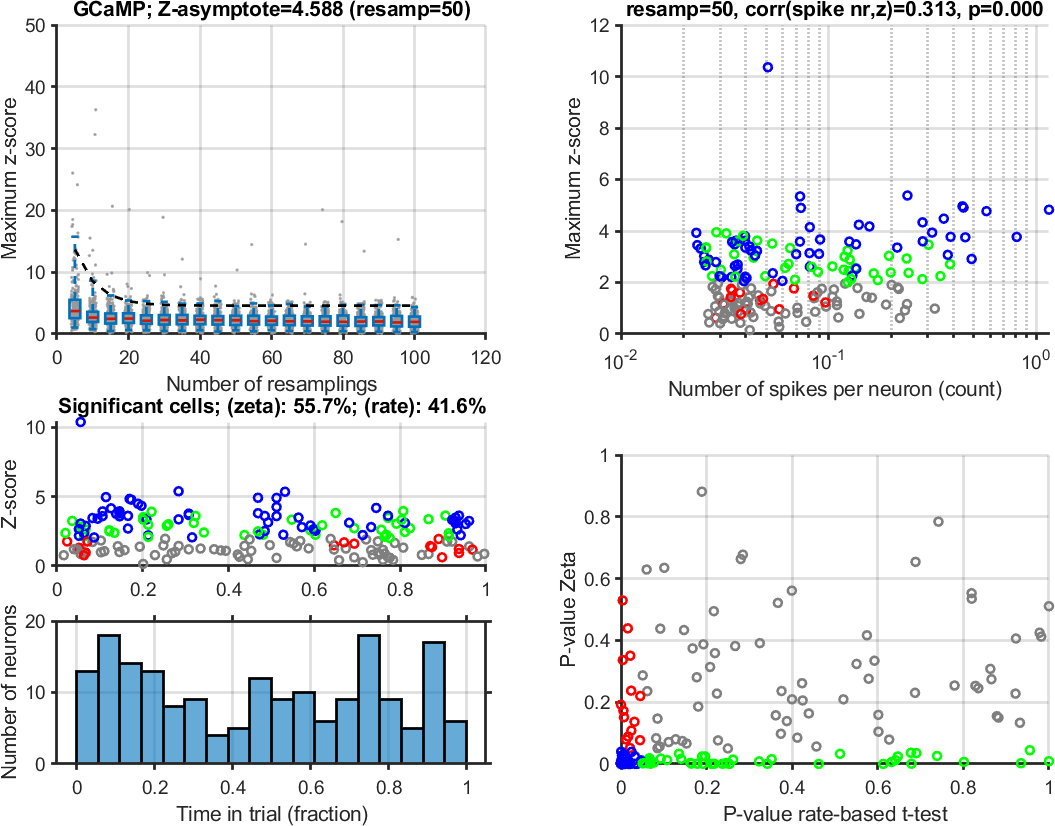 GCaMP; Z-asymptote=4.588 (resamp=50)
50
40
30
20
10
0
Maximum z-score
0 20 40 60 80 100 120
Number of resamplings
resamp=50, corr(spike nr,z)=0.313, p=0.000
12
10
8
6
4
2
0
Maximum z-score
10-2 10-1 100
Number of spikes per neuron (count)
Significant cells; (zeta): 55.7%; (rate): 41.6%
10
5
0
Z-score
0 0.2 0.4 0.6 0.8 1
20
10
0
Number of neurons
0 0.2 0.4 0.6 0.8 1
Time in trial (fraction)
1
0.8
0.6
0.4
0.2
0
P-value Zeta
0 0.2 0.4 0.6 0.8 1
P-value rate-based t-test